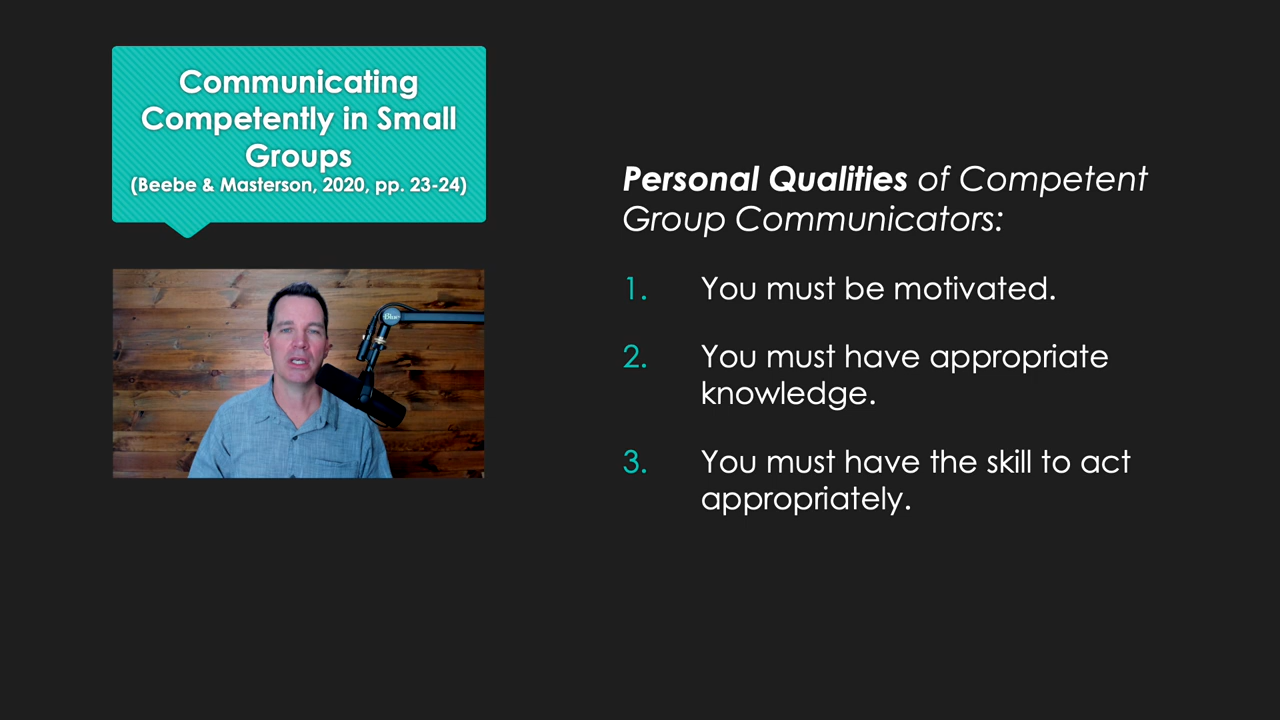 Communicating
Competently in Small
Groups
(Beebe & Masterson, 2020, pp. 23-24)
Personal Qualities of Competent
Group Communicators:
1. You must be motivated.
2. You must have appropriate
knowledge.
3. You must have the skill to act
appropriately.
Blue